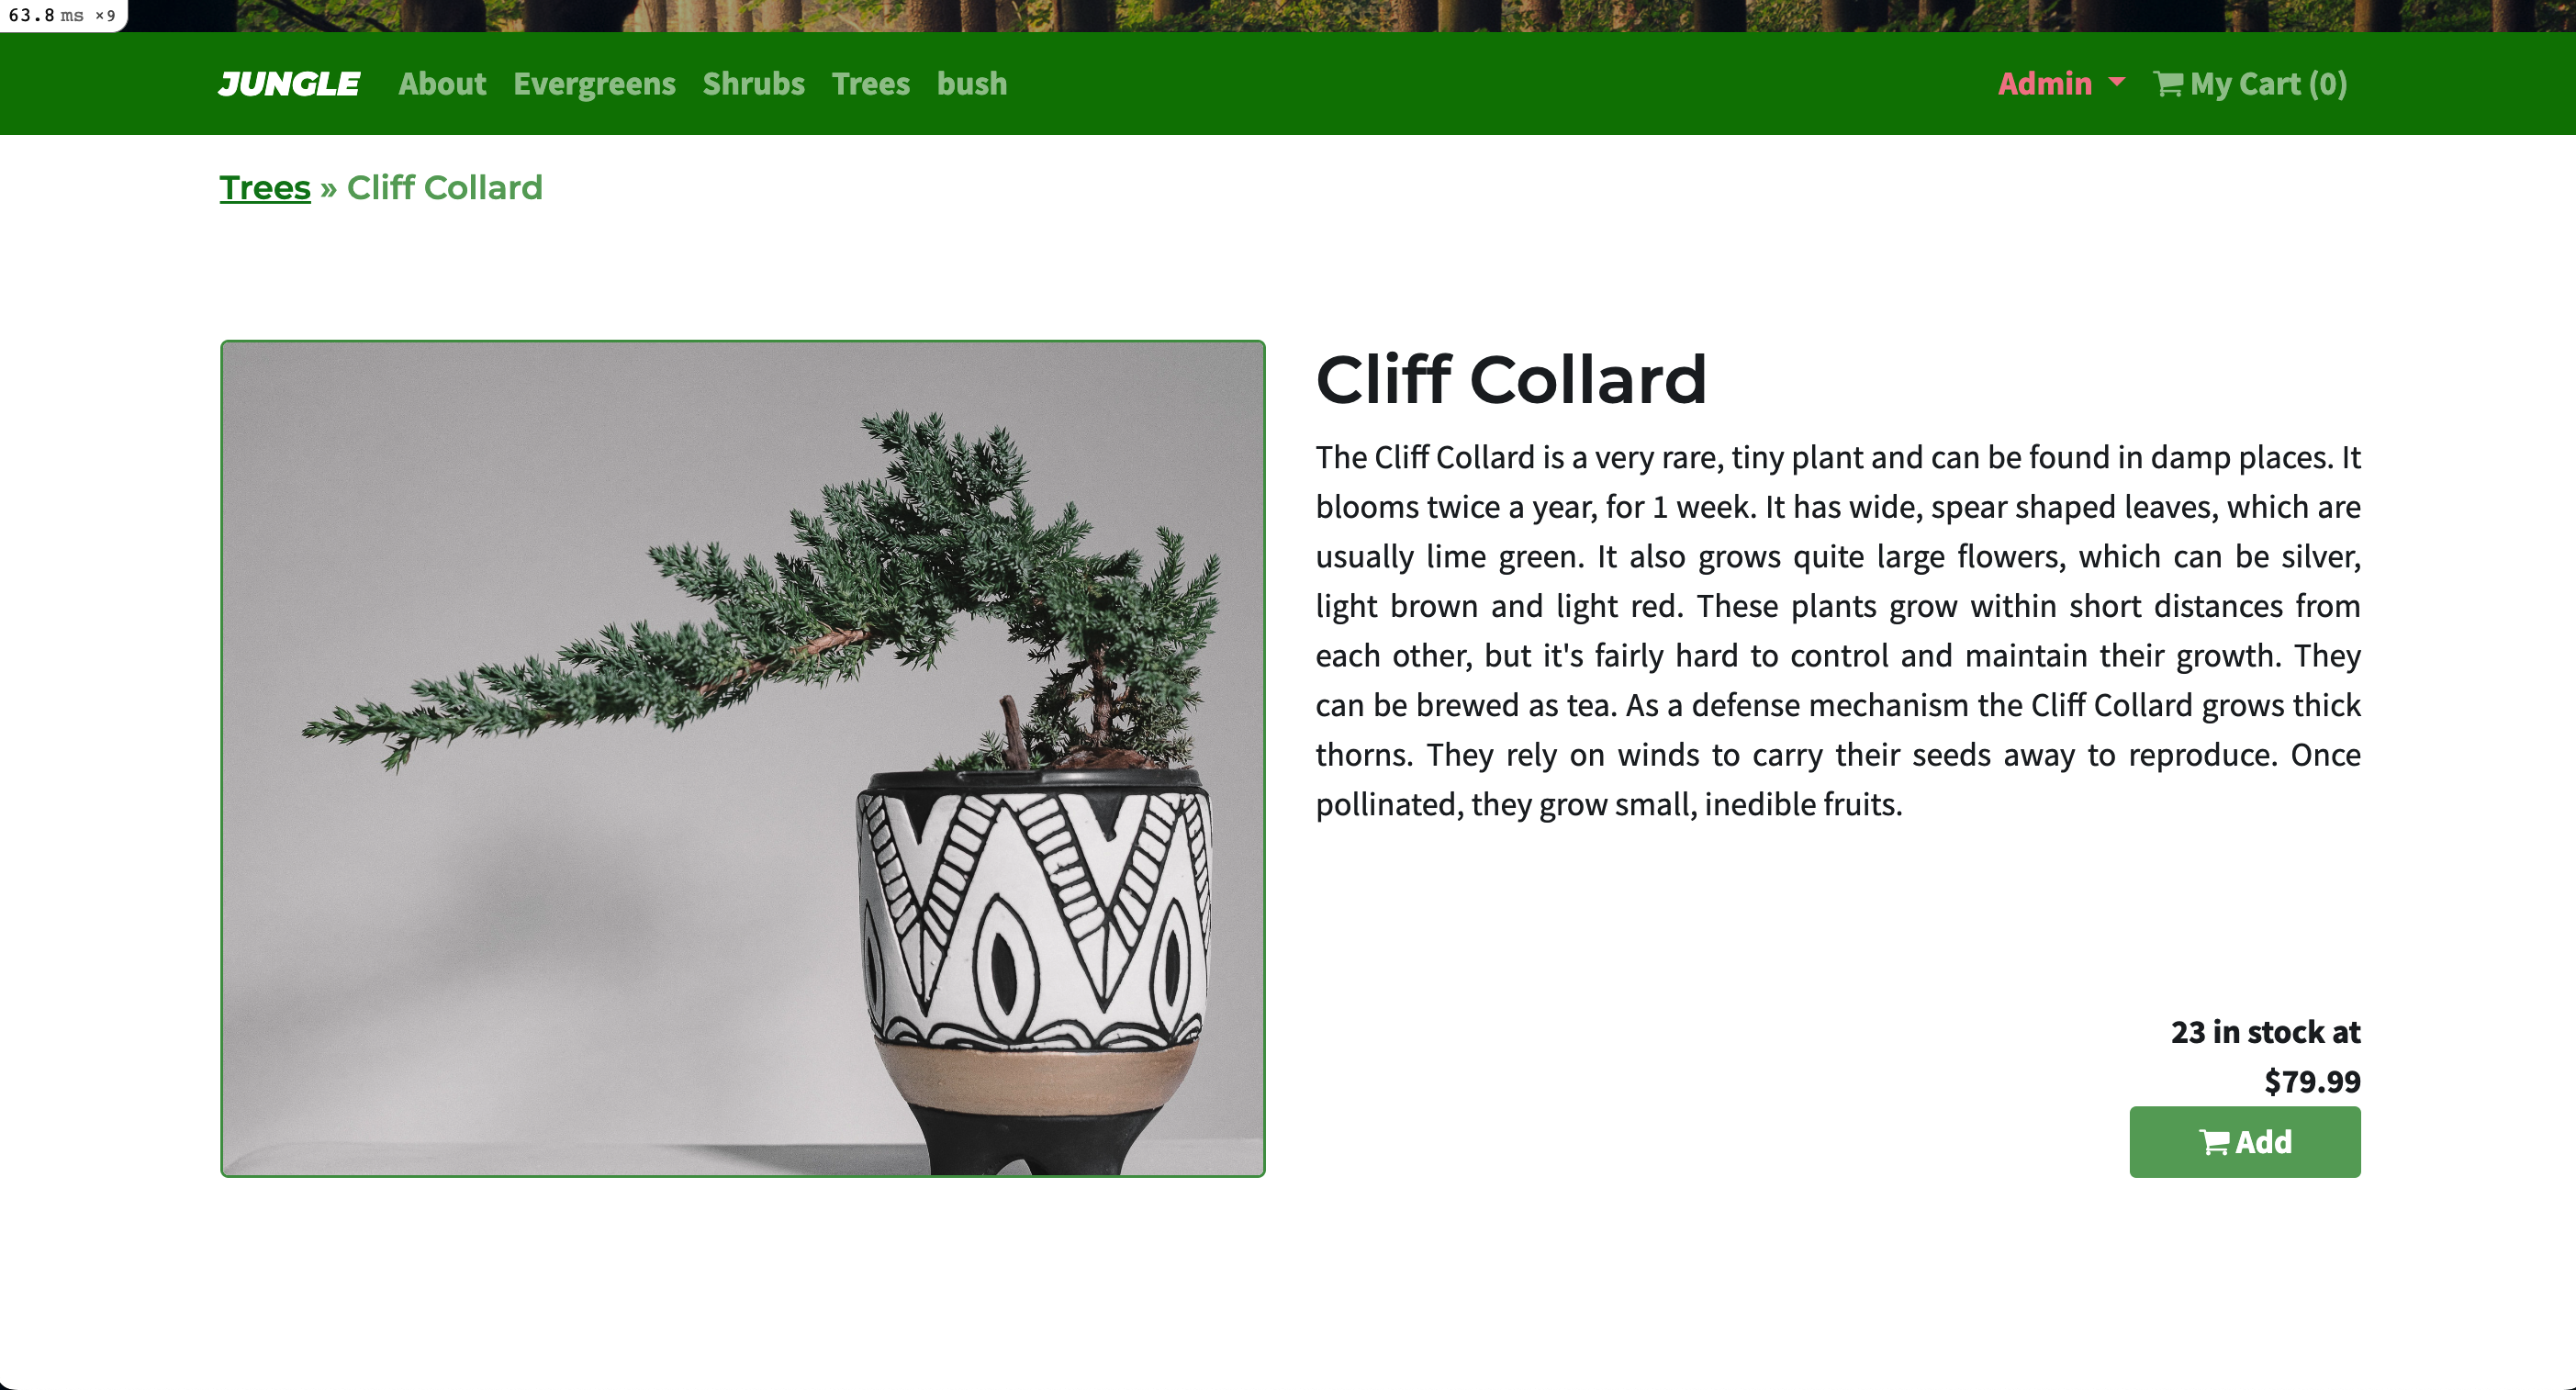 63.8 ms ×9
JUNGLE About Evergreens Shrubs Trees bush Admin My Cart (0)
Trees » Cliff Collard
Cliff Collard
The Cliff Collard is a very rare, tiny plant and can be found in damp places. It
blooms twice a year, for 1 week. It has wide, spear shaped leaves, which are
usually lime green. It also grows quite large flowers, which can be silver,
light brown and light red. These plants grow within short distances from
each other, but it's fairly hard to control and maintain their growth. They
can be brewed as tea. As a defense mechanism the Cliff Collard grows thick
thorns. They rely on winds to carry their seeds away to reproduce. Once
pollinated, they grow small, inedible fruits.
23 in stock at
$79.99
Add